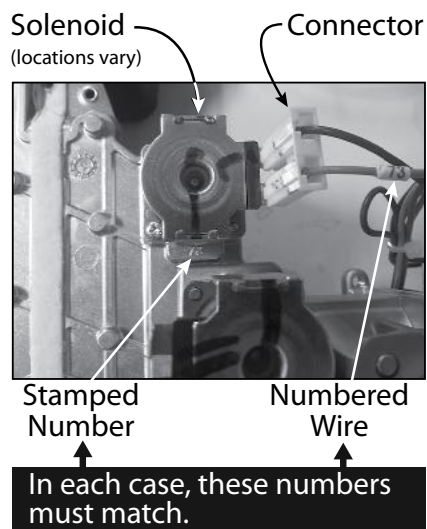 Solenoid
(locations vary)
Connector
Stamped
Number
Numbered
Wire
In each case, these numbers
must match.